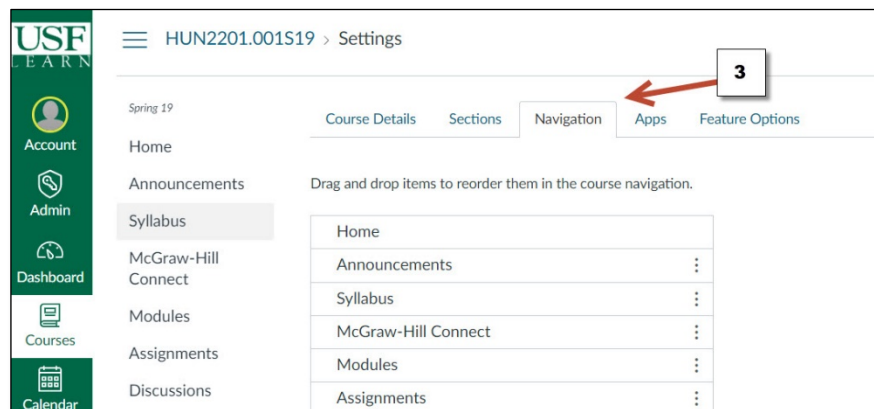 USF
LEARN
Account
Admin
Dashboard
Courses
Calendar
HUN2201.001S19 > Settings
3
Spring 19
Home
Announcements
Syllabus
McGraw-Hill
Connect
Modules
Assignments
Discussions
Course Details Sections Navigation Apps Feature Options
Drag and drop items to reorder them in the course navigation.
Home
Announcements
Syllabus
McGraw-Hill Connect
Modules
Assignments